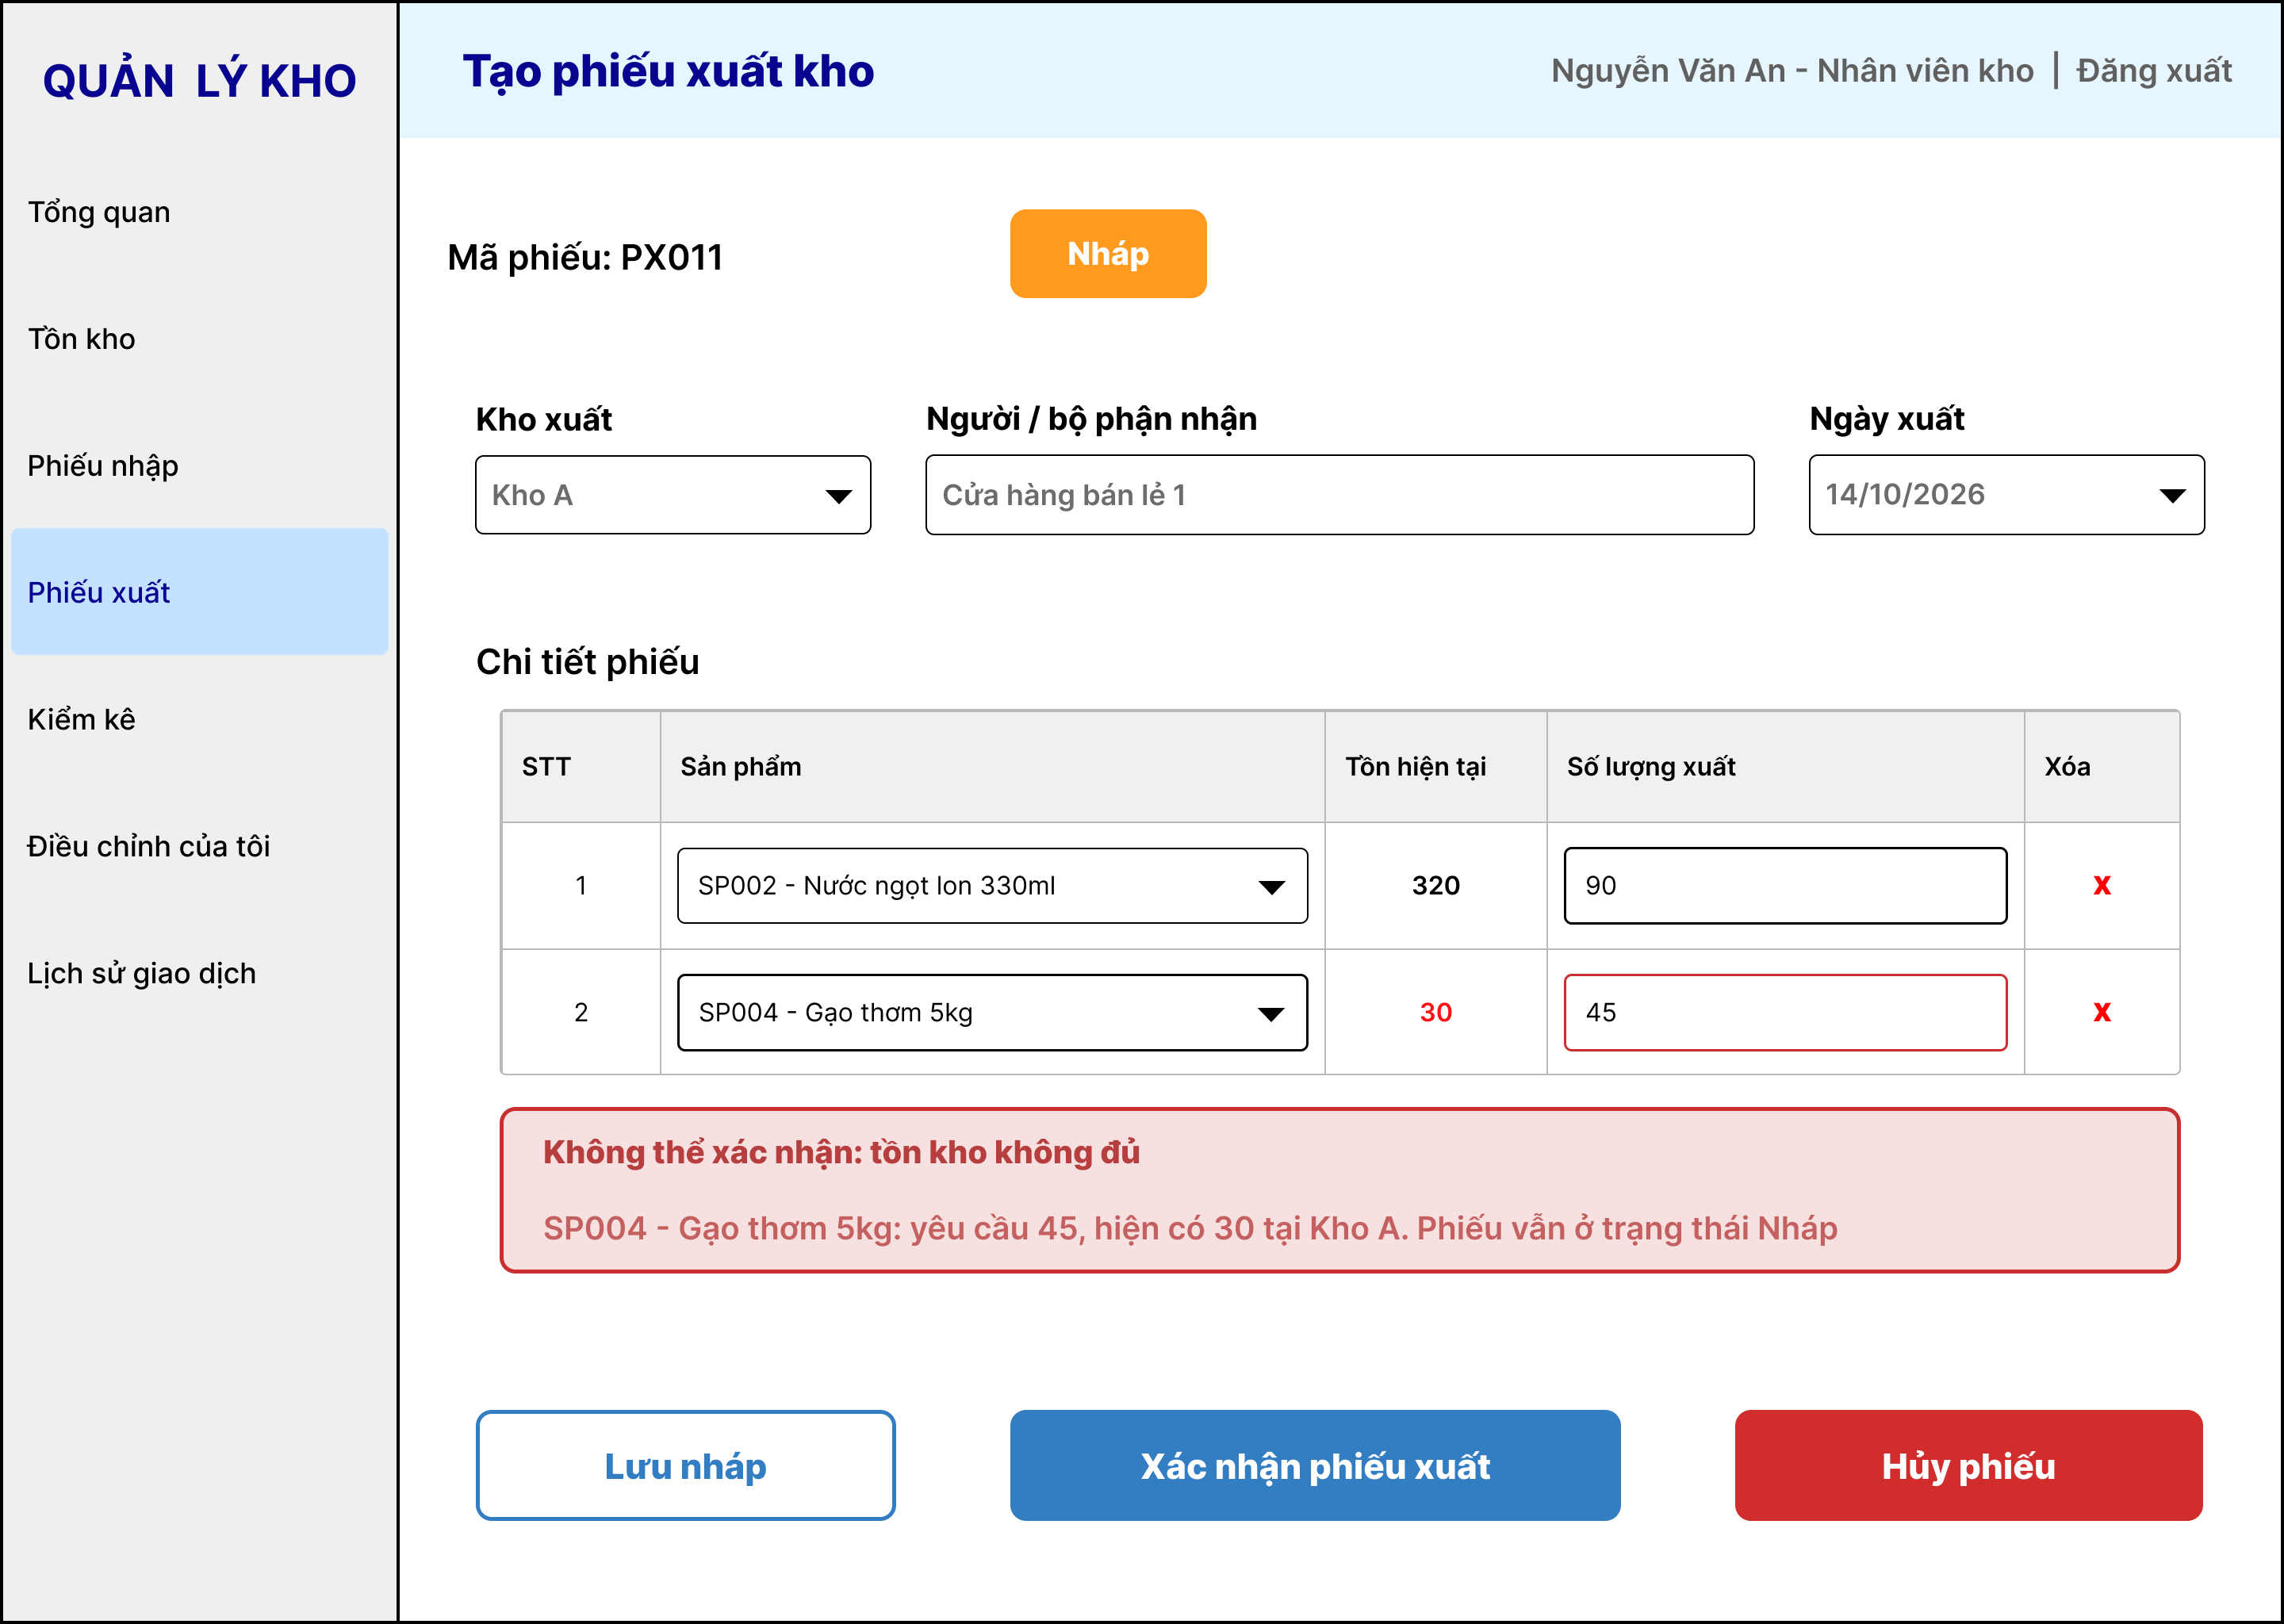 QUẢN LÝ KHO
Tổng quan
Tồn kho
Phiếu nhập
Phiếu xuất
Kiểm kê
Điều chỉnh của tôi
Lịch sử giao dịch
Tạo phiếu xuất kho
Nguyễn Văn An - Nhân viên kho | Đăng xuất
Mã phiếu: PX011
Nháp
Kho xuất
Người / bộ phận nhận
Ngày xuất
Kho A
Cửa hàng bán lẻ 1
14/10/2026
Chi tiết phiếu
STT Sản phẩm Tồn hiện tại Số lượng xuất Xóa
1 SP002 - Nước ngọt lon 330ml 320 90 X
2 SP004 - Gạo thơm 5kg 30 45 X
Không thể xác nhận: tồn kho không đủ
SP004 - Gạo thơm 5kg: yêu cầu 45, hiện có 30 tại Kho A. Phiếu vẫn ở trạng thái Nháp
Lưu nháp
Xác nhận phiếu xuất
Hủy phiếu